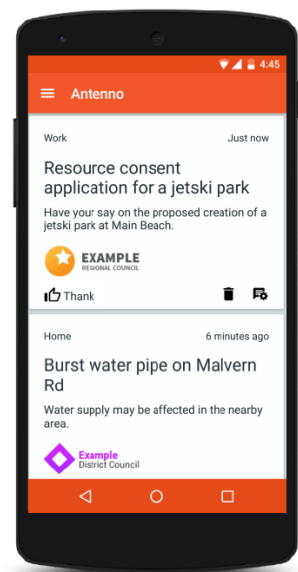 4:45
Antenno
Work Just now
Resource consent
application for a jetski park
Have your say on the proposed creation of a
jetski park at Main Beach.
EXAMPLE
REGIONAL COUNCIL
Thank
Home 6 minutes ago
Burst water pipe on Malvern
Rd
Water supply may be affected in the nearby
area.
Example
District Council